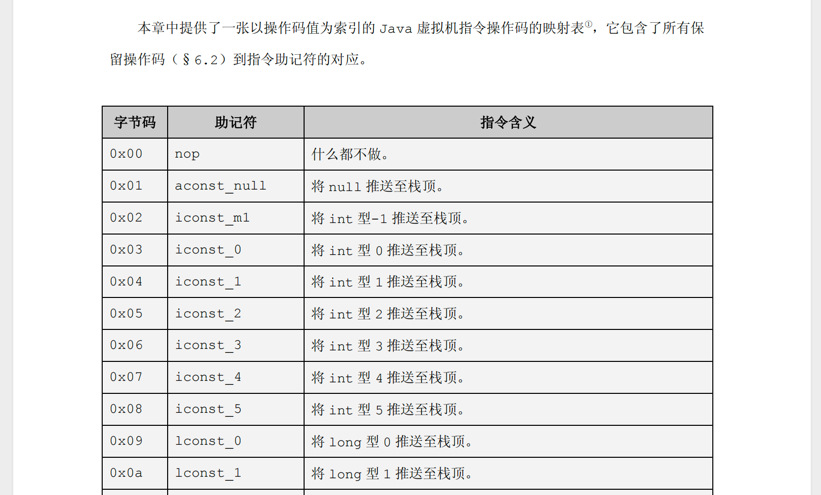 本章中提供了一张以操作码值为索引的 Java 虚拟机指令操作码的映射表①，它包含了所有保
留操作码（§6.2）到指令助记符的对应。
字节码 助记符 指令含义
0x00 nop 什么都不做。
0x01 aconst_null 将 null 推送至栈顶。
0x02 iconst_m1 将 int 型-1 推送至栈顶。
0x03 iconst_0 将 int 型 0 推送至栈顶。
0x04 iconst_1 将 int 型 1 推送至栈顶。
0x05 iconst_2 将 int 型 2 推送至栈顶。
0x06 iconst_3 将 int 型 3 推送至栈顶。
0x07 iconst_4 将 int 型 4 推送至栈顶。
0x08 iconst_5 将 int 型 5 推送至栈顶。
0x09 lconst_0 将 long 型 0 推送至栈顶。
0x0a lconst_1 将 long 型 1 推送至栈顶。